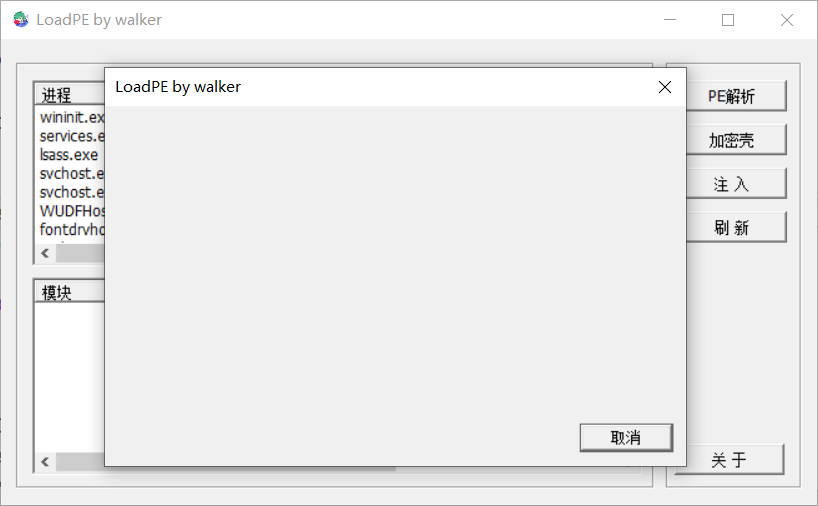 LoadPE by walker
LoadPE by walker
进程
wininit.ex
services.e
lsass.exe
svchost.e
svchost.e
WUDFHos
fontdrvho
模块
取消
PE解析
加密壳
注 入
刷 新
关 于